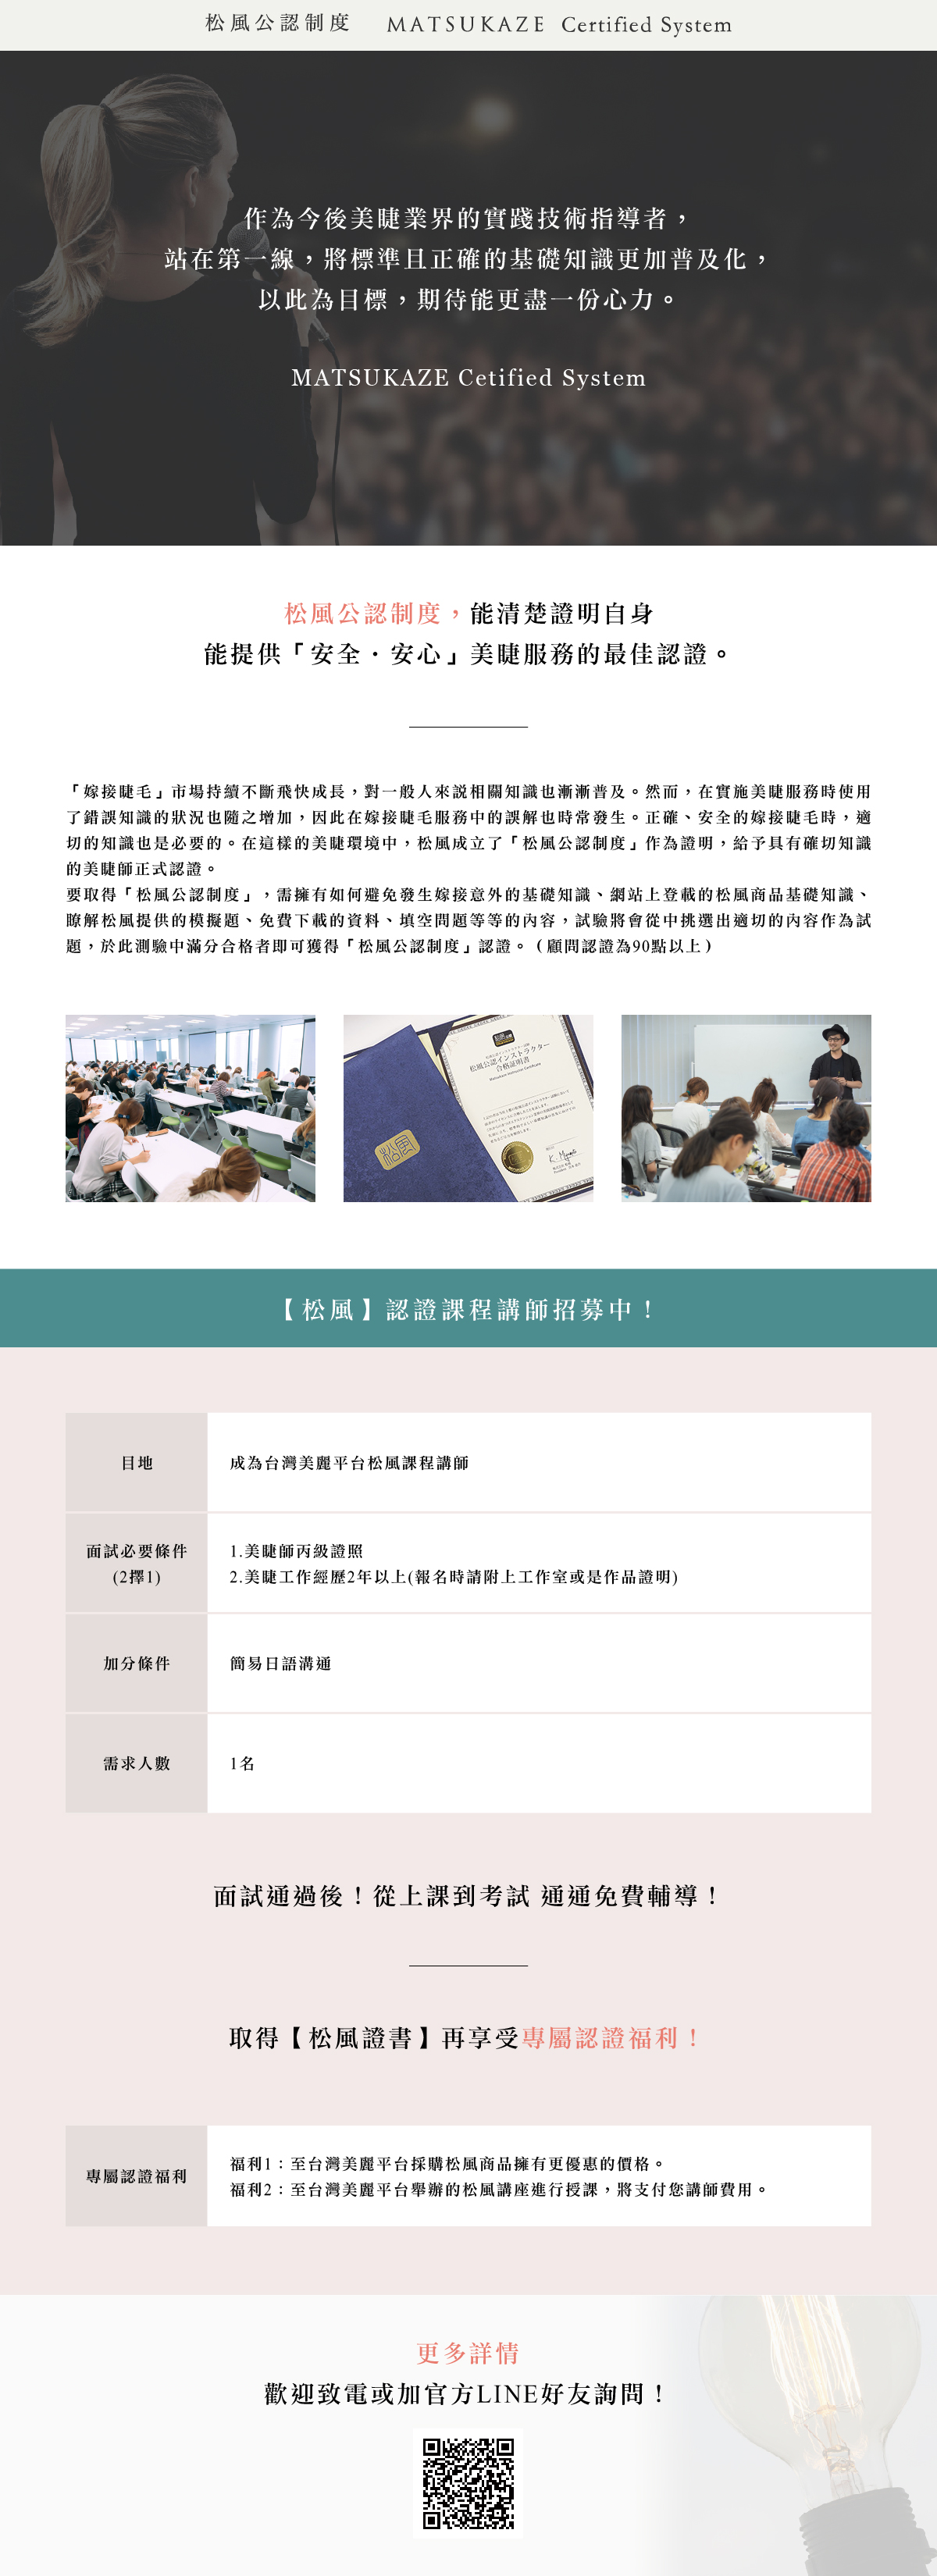 松風公認制度 MATSUKAZE Certified System
作為今後美睫業界的實踐技術指導者，
站在第一線，將標準且正確的基礎知識更加普及化，
以此為目標，期待能更盡一份心力。
MATSUKAZE Cetified System
松風公認制度，能清楚證明自身
能提供「安全・安心」美睫服務的最佳認證。
「嫁接睫毛」市場持續不斷飛快成長，對一般人來說相關知識也漸漸普及。然而，在實施美睫服務時使用
了錯誤知識的狀況也隨之增加，因此在嫁接睫毛服務中的誤解也時常發生。正確、安全的嫁接睫毛時，適
切的知識也是必要的。在這樣的美睫環境中，松風成立了「松風公認制度」作為證明，給予具有確切知識
的美睫師正式認證。
要取得「松風公認制度」，需擁有如何避免發生嫁接意外的基礎知識、網站上登載的松風商品基礎知識、
瞭解松風提供的模擬題、免費下載的資料、填空問題等等的內容，試驗將會從中挑選出適切的內容作為試
題，於此測驗中滿分合格者即可獲得「松風公認制度」認證。（顧問認證為90點以上）
松風
松風公認インストラクター
合格証明書
【松風】認證課程講師招募中！
目地
成為台灣美麗平台松風課程講師
面試必要條件
(2擇1)
1.美睫師丙級證照
2.美睫工作經歷2年以上(報名時請附上工作室或是作品證明)
加分條件
簡易日語溝通
需求人數
1名
面試通過後！從上課到考試 通通免費輔導！
取得【松風證書】再享受專屬認證福利！
專屬認證福利
福利1：至台灣美麗平台採購松風商品擁有更優惠的價格。
福利2：至台灣美麗平台舉辦的松風講座進行授課，將支付您講師費用。
更多詳情
歡迎致電或加官方LINE好友詢問！